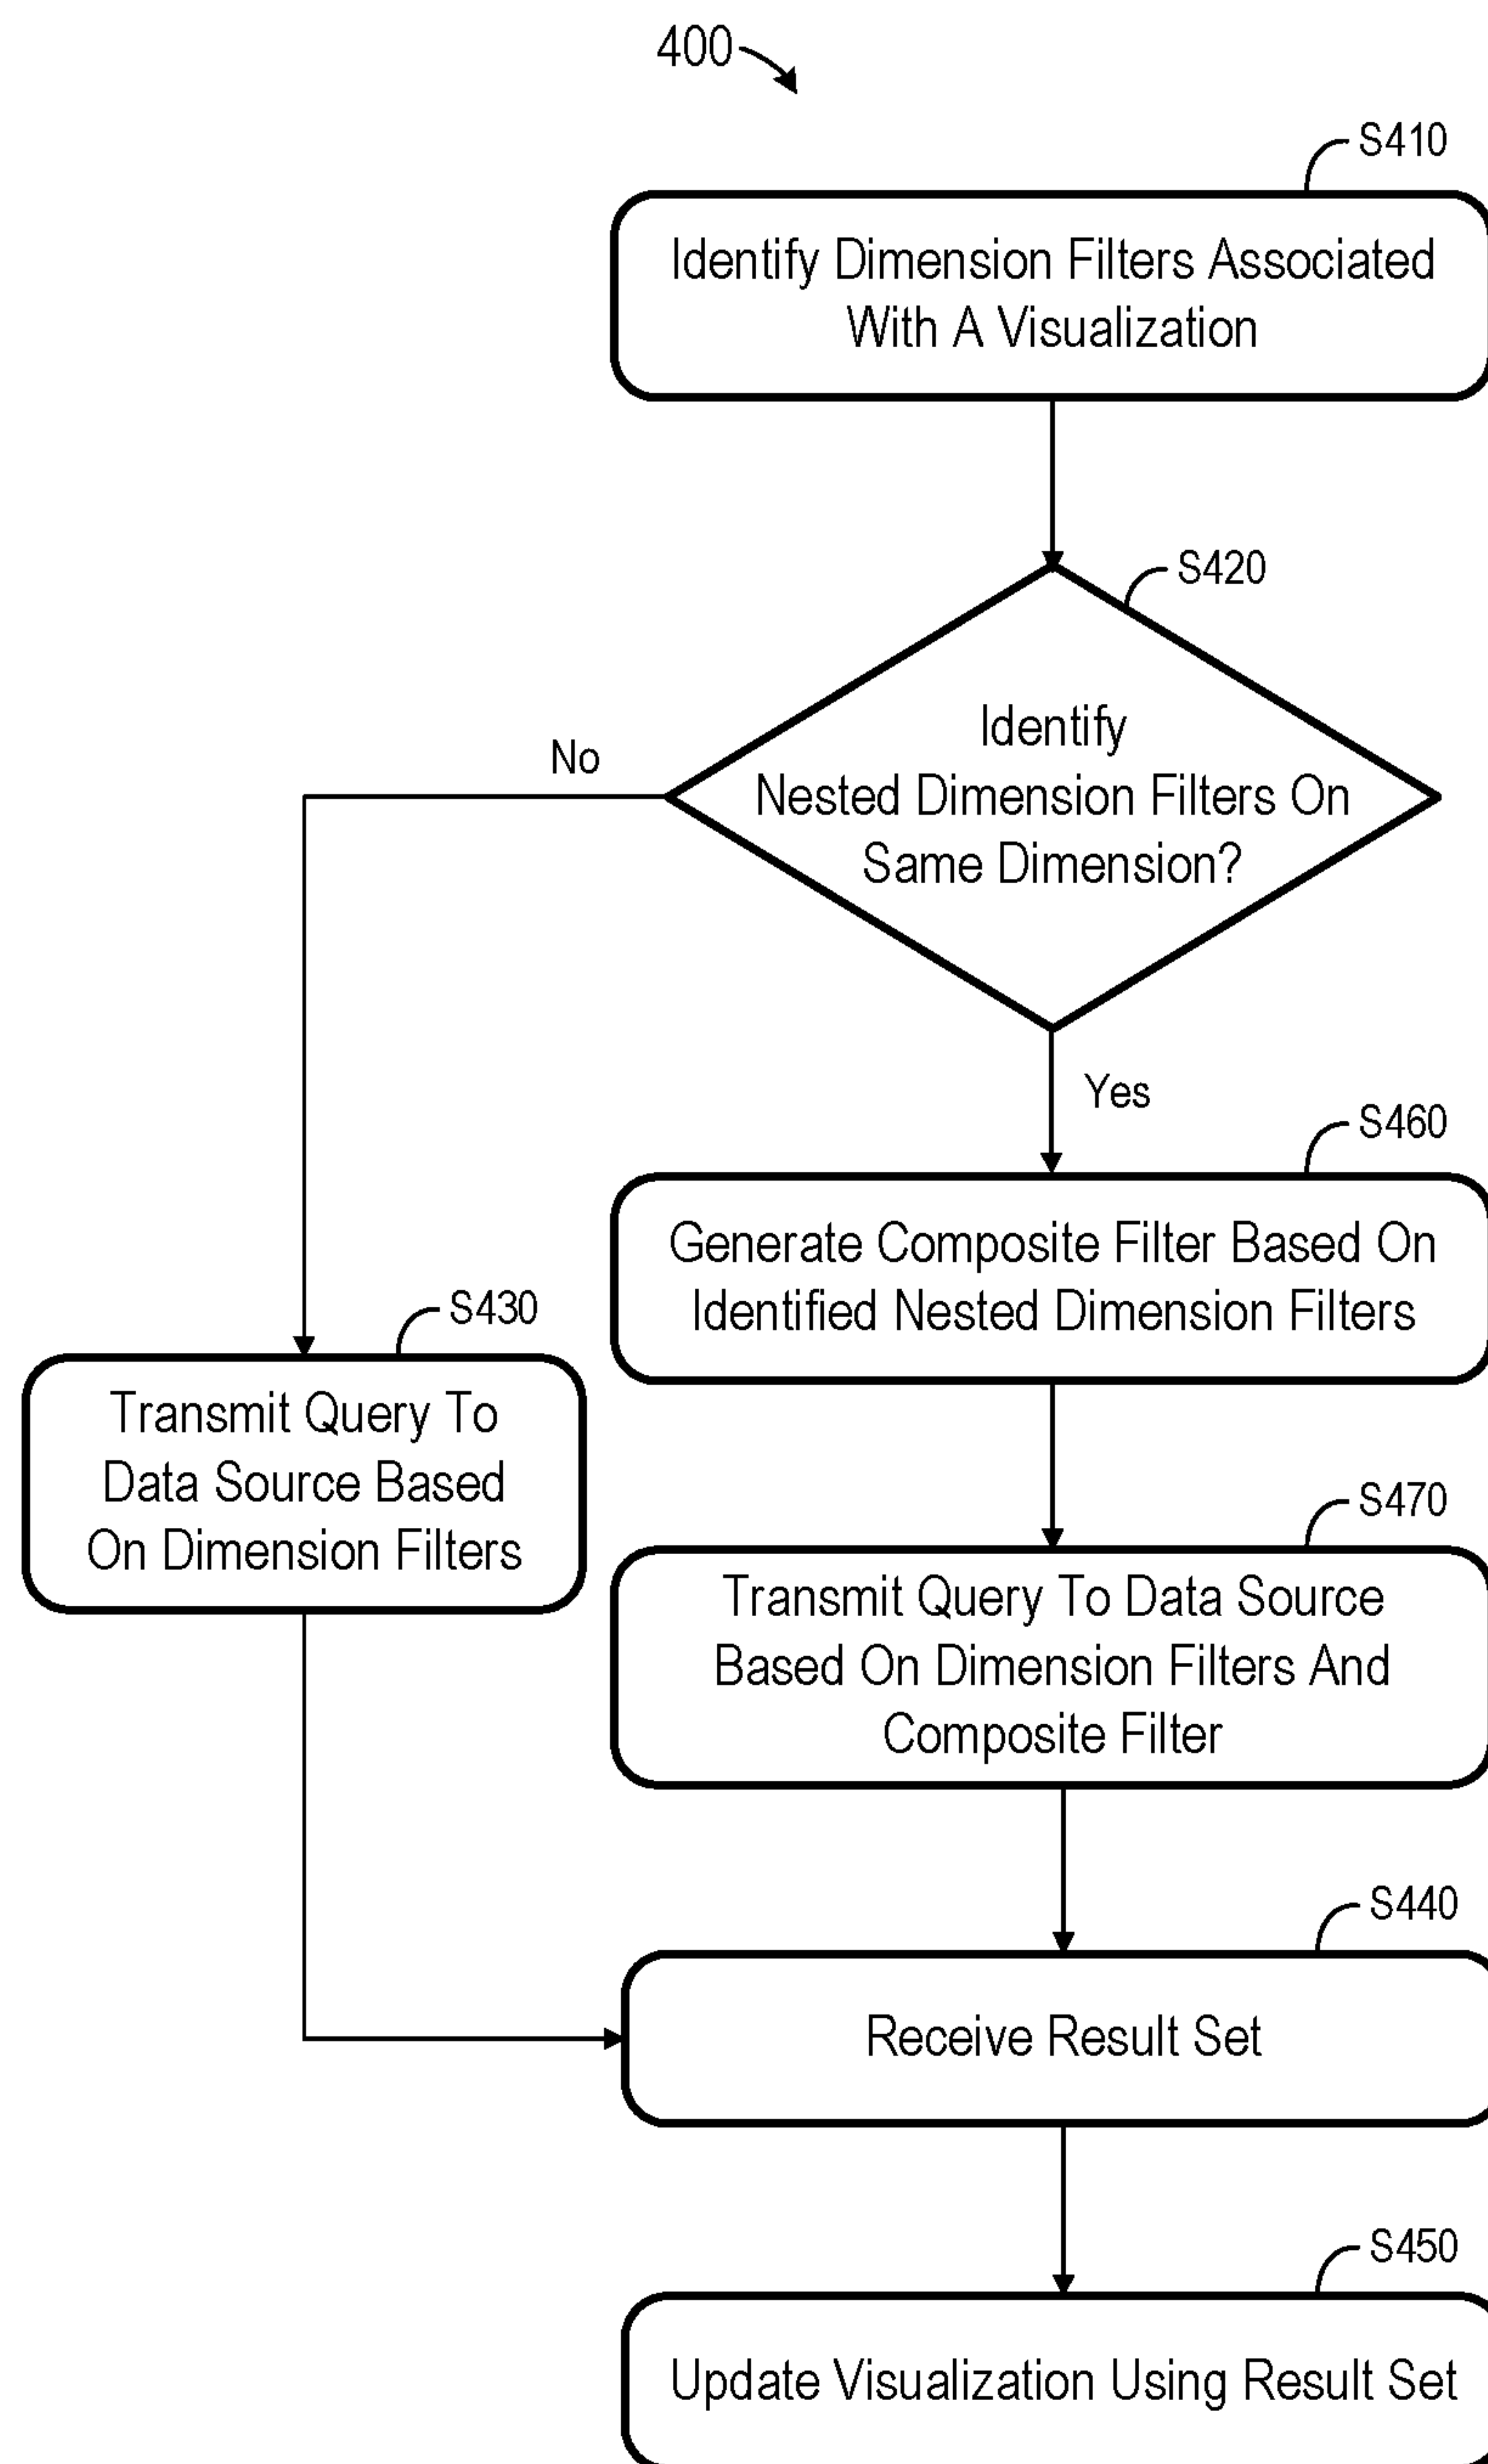 400
S410
Identify Dimension Filters Associated
With A Visualization
S420
Identify
Nested Dimension Filters On
Same Dimension?
No
Yes
S460
Generate Composite Filter Based On
Identified Nested Dimension Filters
S430
Transmit Query To
Data Source Based
On Dimension Filters
S470
Transmit Query To Data Source
Based On Dimension Filters And
Composite Filter
S440
Receive Result Set
S450
Update Visualization Using Result Set